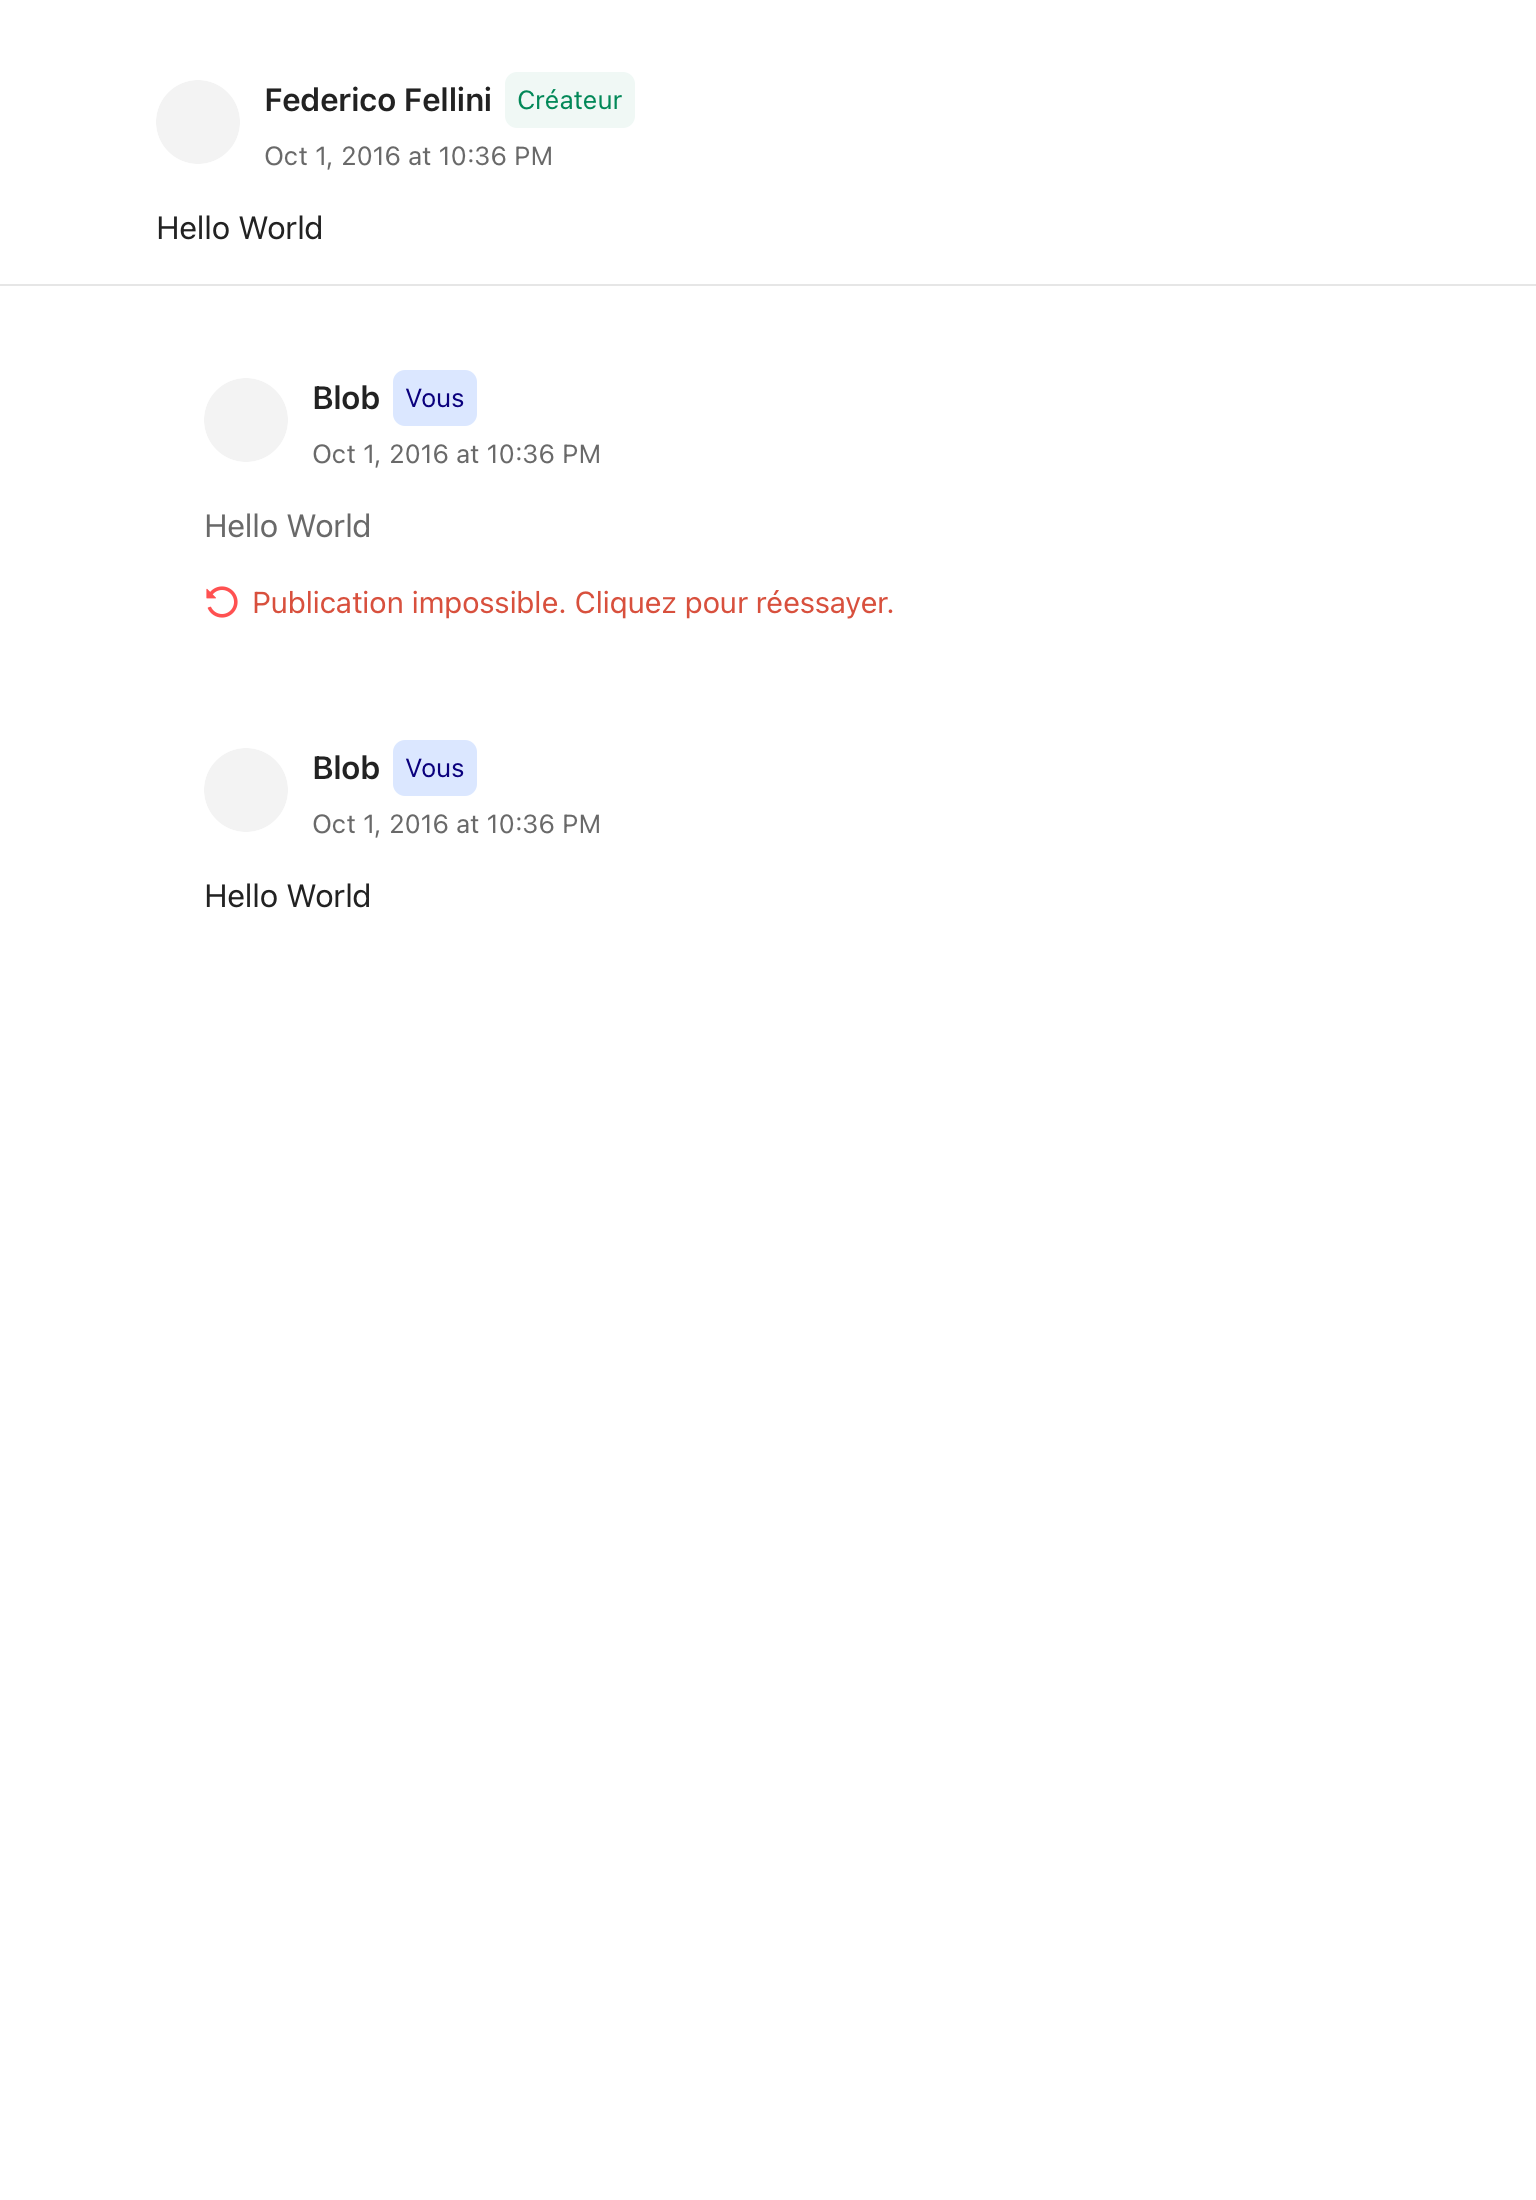 Federico Fellini Créateur
Oct 1, 2016 at 10:36 PM
Hello World
Blob Vous
Oct 1, 2016 at 10:36 PM
Hello World
Publication impossible. Cliquez pour réessayer.
Blob Vous
Oct 1, 2016 at 10:36 PM
Hello World